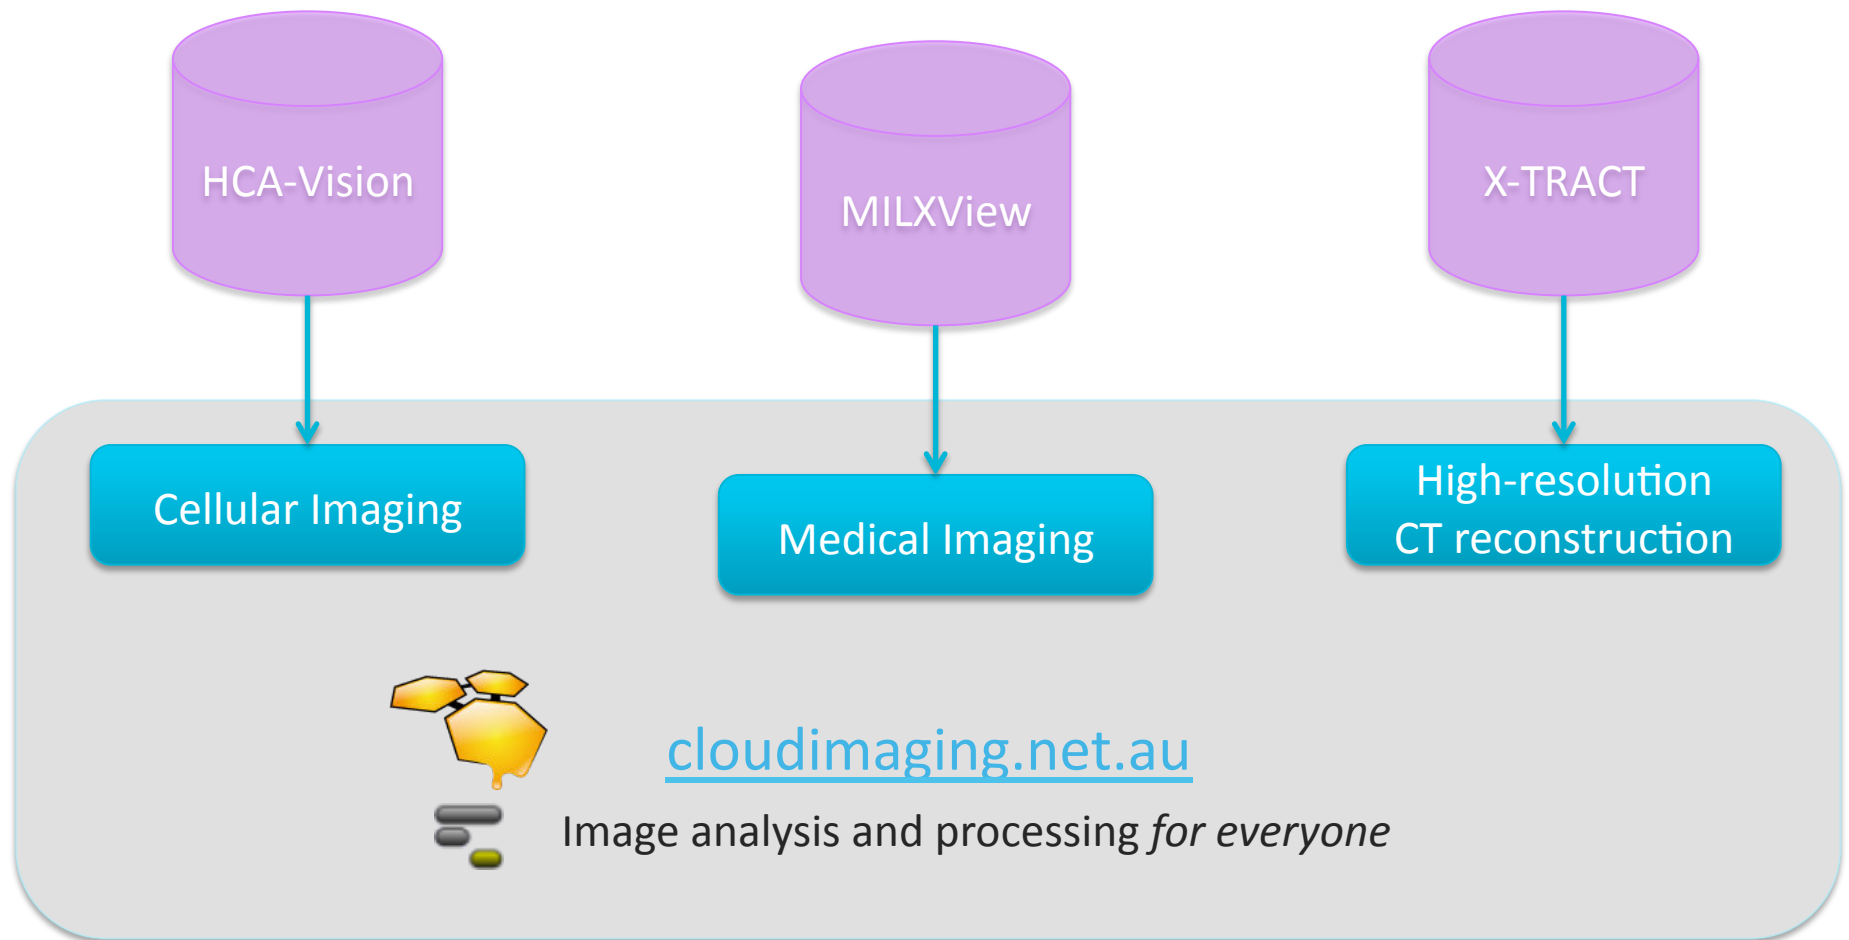 HCA-Vision
MILXView
X-TRACT
Cellular Imaging
Medical Imaging
High-resolution
CT reconstruction
cloudimaging.net.au
Image analysis and processing for everyone